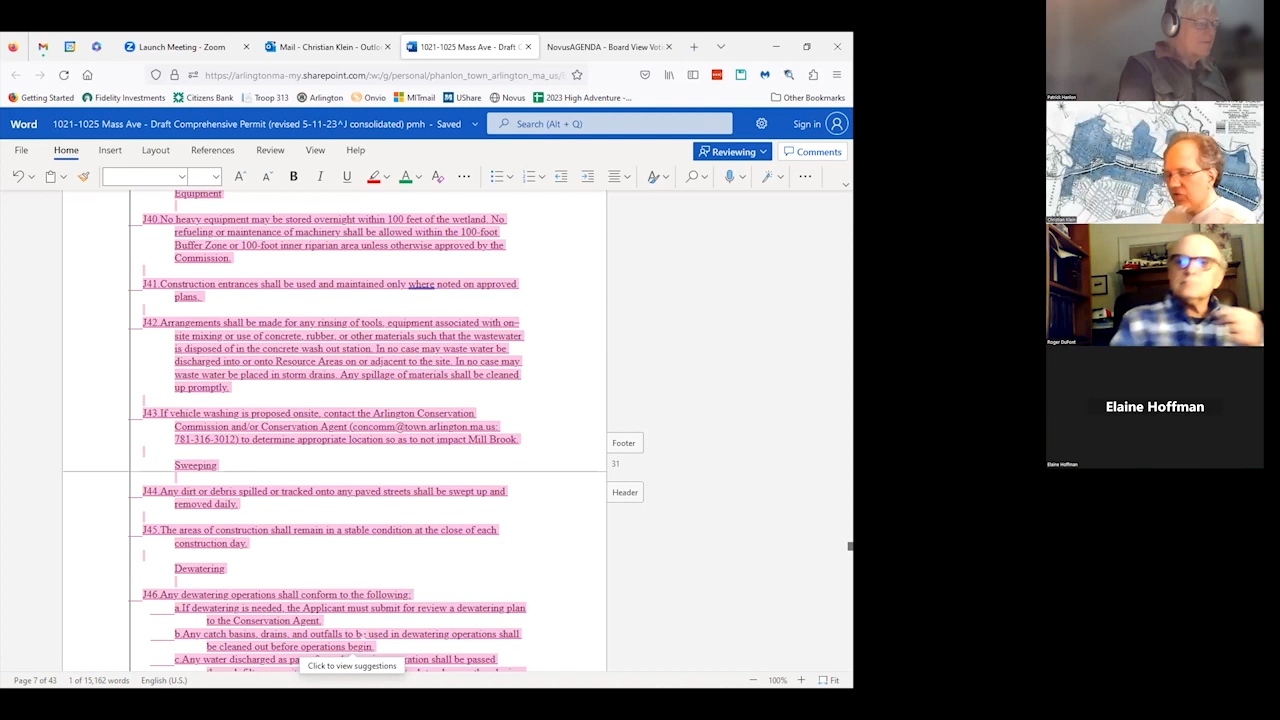 Launch Meeting - Zoom
Mail - Christian Klein - Outlo
1021-1025 Mass Ave - Draft C
NovusAGENDA - Board View Vot
https://arlingtonma-my.sharepoint.com/:w:/g/personal/phanlon_town_arlington_ma_us/
Getting Started
Fidelity Investments
Citizens Bank
Troop 313
Arlington
Onvio
MITmail
UShare
Novus
2023 High Adventure -...
Other Bookmarks
Word
1021-1025 Mass Ave - Draft Comprehensive Permit (revised 5-11-23^J consolidated) pmh - Saved
Search (Alt + Q)
Sign in
File
Home
Insert
Layout
References
Review
View
Help
Reviewing
Comments
Equipment
J40.No heavy equipment may be stored overnight within 100 feet of the wetland. No
refueling or maintenance of machinery shall be allowed within the 100-foot
Buffer Zone or 100-foot inner riparian area unless otherwise approved by the
Commission.
J41.Construction entrances shall be used and maintained only where noted on approved
plans.
J42.Arrangements shall be made for any rinsing of tools, equipment associated with on-
site mixing or use of concrete, rubber, or other materials such that the wastewater
is disposed of in the concrete wash out station. In no case may waste water be
discharged into or onto Resource Areas on or adjacent to the site. In no case may
waste water be placed in storm drains. Any spillage of materials shall be cleaned
up promptly.
J43.If vehicle washing is proposed onsite, contact the Arlington Conservation
Commission and/or Conservation Agent (concomm@town.arlington.ma.us;
781-316-3012) to determine appropriate location so as to not impact Mill Brook.
Footer
Sweeping
31
Header
J44.Any dirt or debris spilled or tracked onto any paved streets shall be swept up and
removed daily.
J45.The areas of construction shall remain in a stable condition at the close of each
construction day.
Dewatering
J46.Any dewatering operations shall conform to the following:
a.If dewatering is needed, the Applicant must submit for review a dewatering plan
to the Conservation Agent.
b.Any catch basins, drains, and outfalls to be used in dewatering operations shall
be cleaned out before operations begin.
c.Any water discharged as pa ration shall be passed
Click to view suggestions
Page 7 of 43
1 of 15,162 words
English (U.S.)
100%
Fit
Patrick Hanlon
Christian Klein
Roger DuPont
Elaine Hoffman
Elaine Hoffman